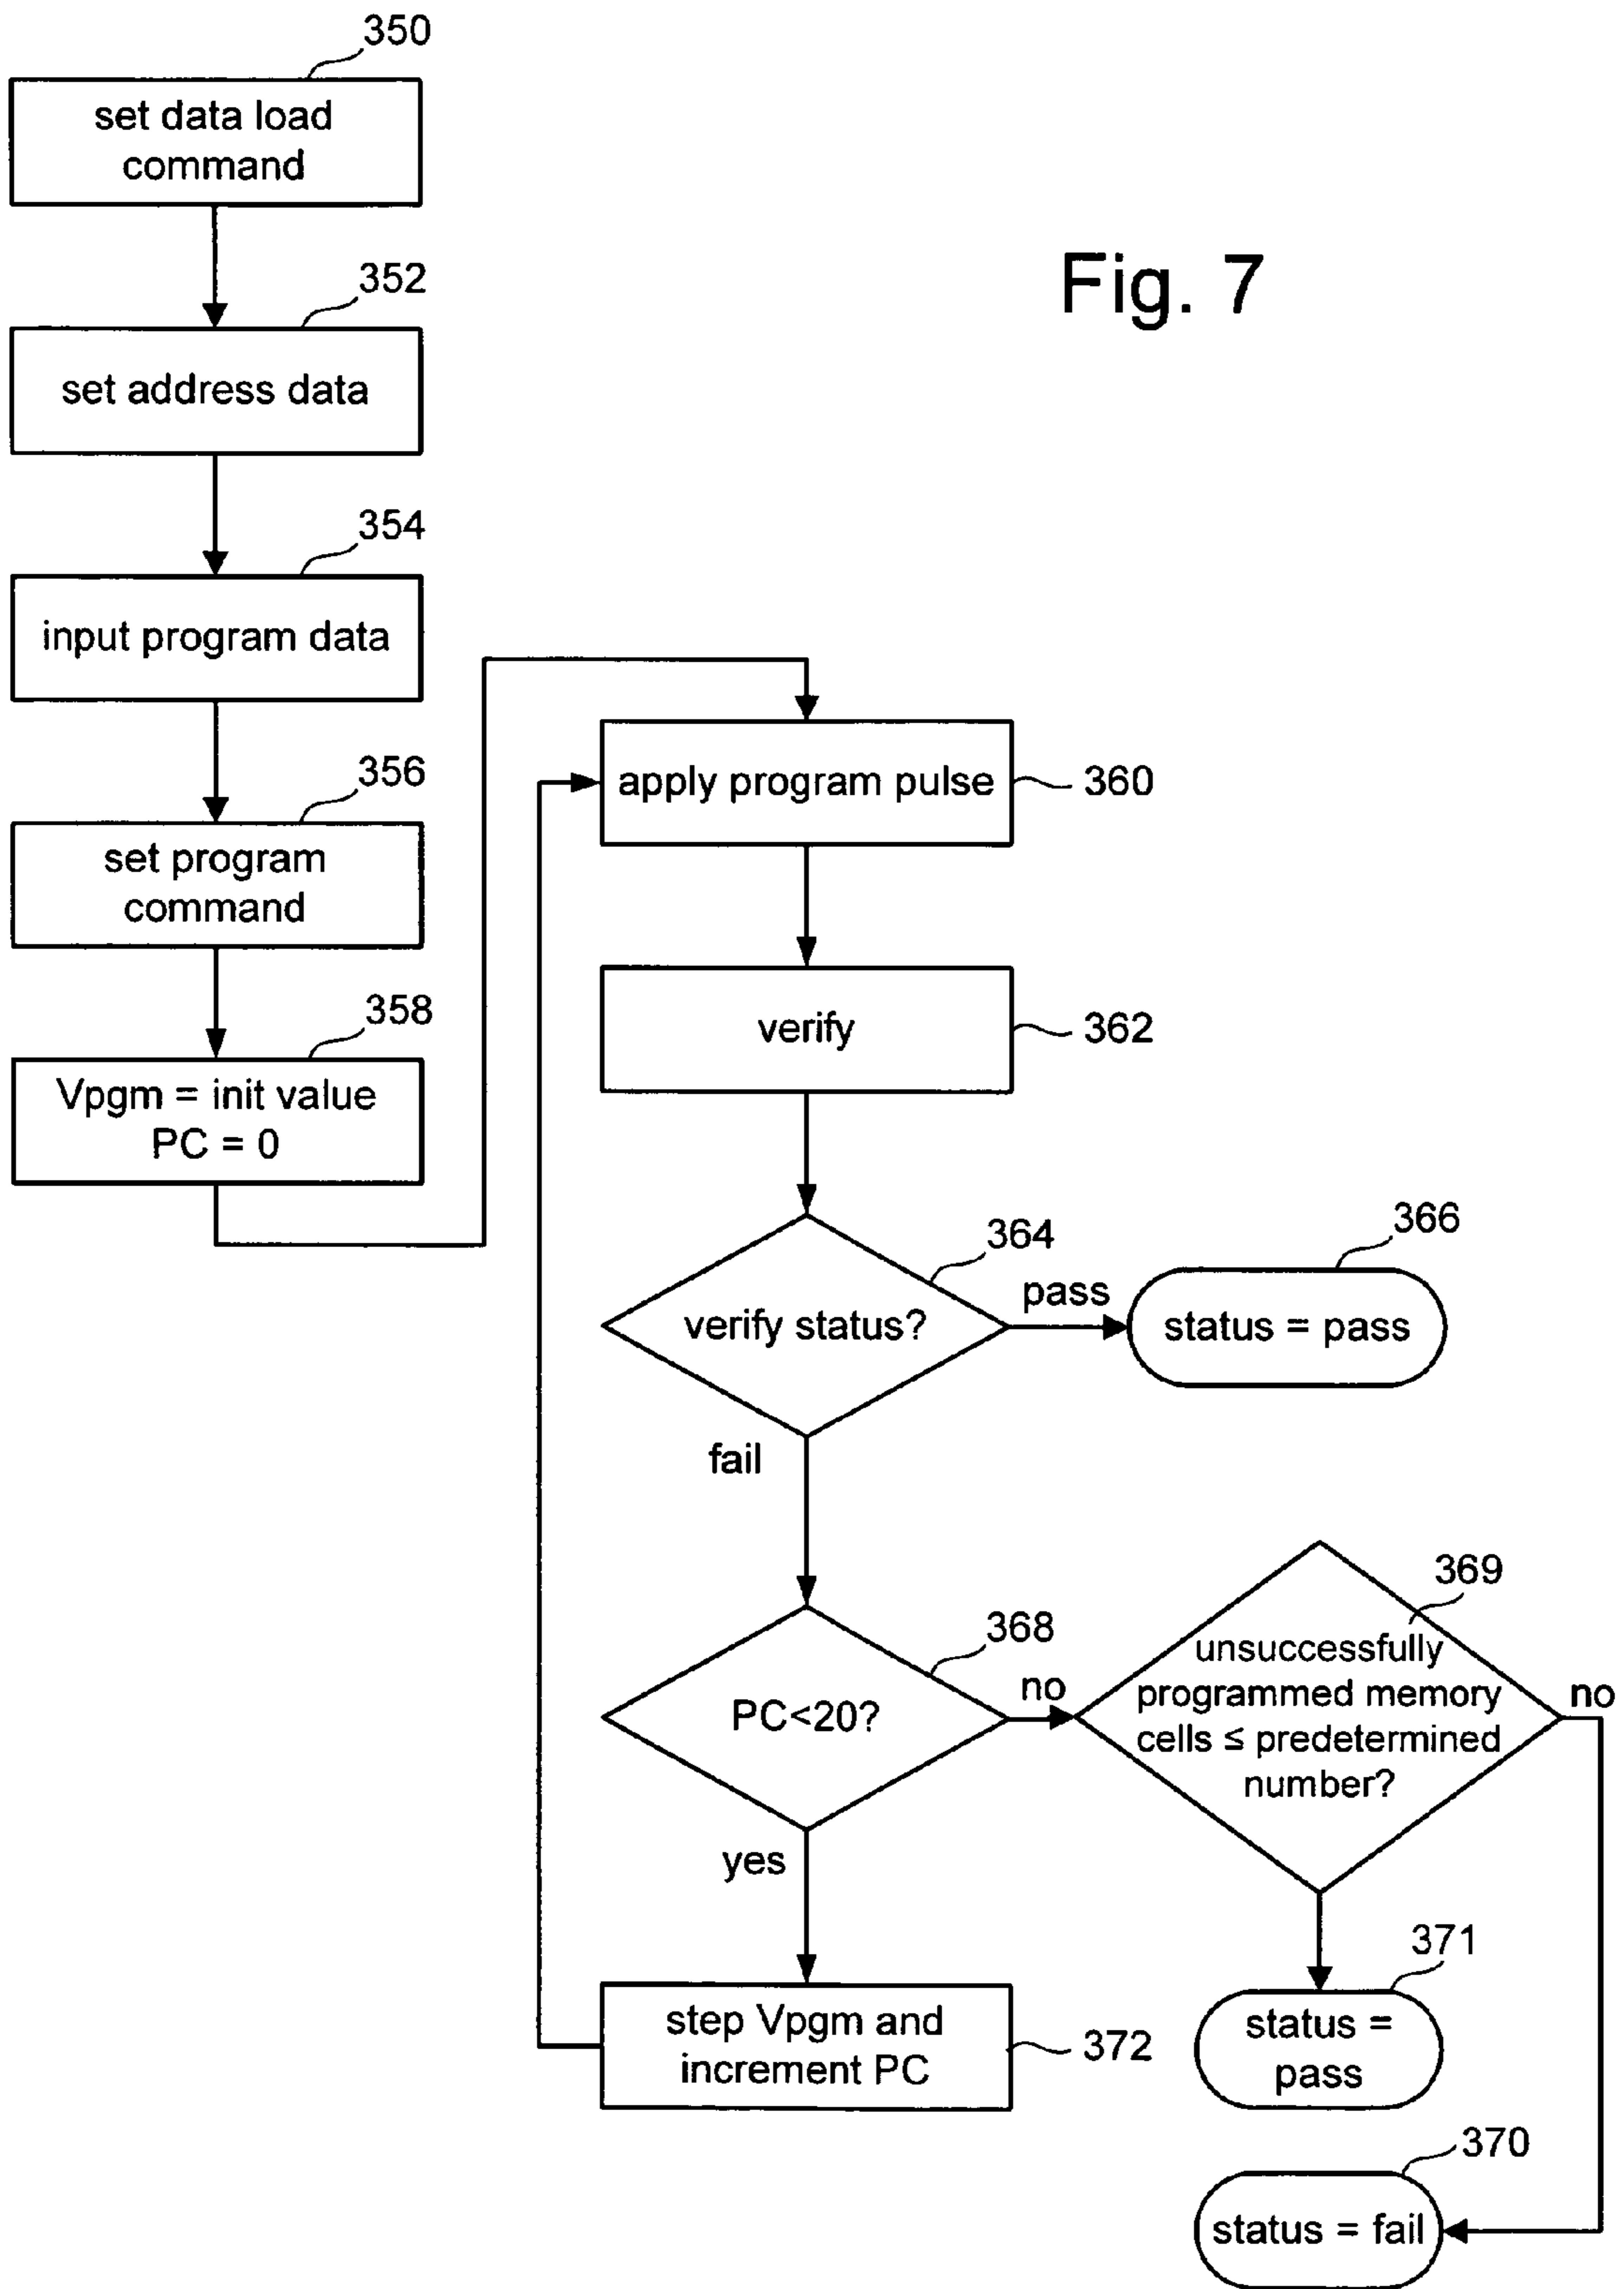 350
set data load
command
Fig. 7
352
set address data
354
input program data
356
set program
command
358
Vpgm = init value
PC = 0
apply program pulse
360
verify
362
364
verify status?
pass
366
status = pass
fail
368
PC<20?
no
369
unsuccessfully
programmed memory
cells ≤ predetermined
number?
no
yes
step Vpgm and
increment PC
372
371
status =
pass
370
status = fail